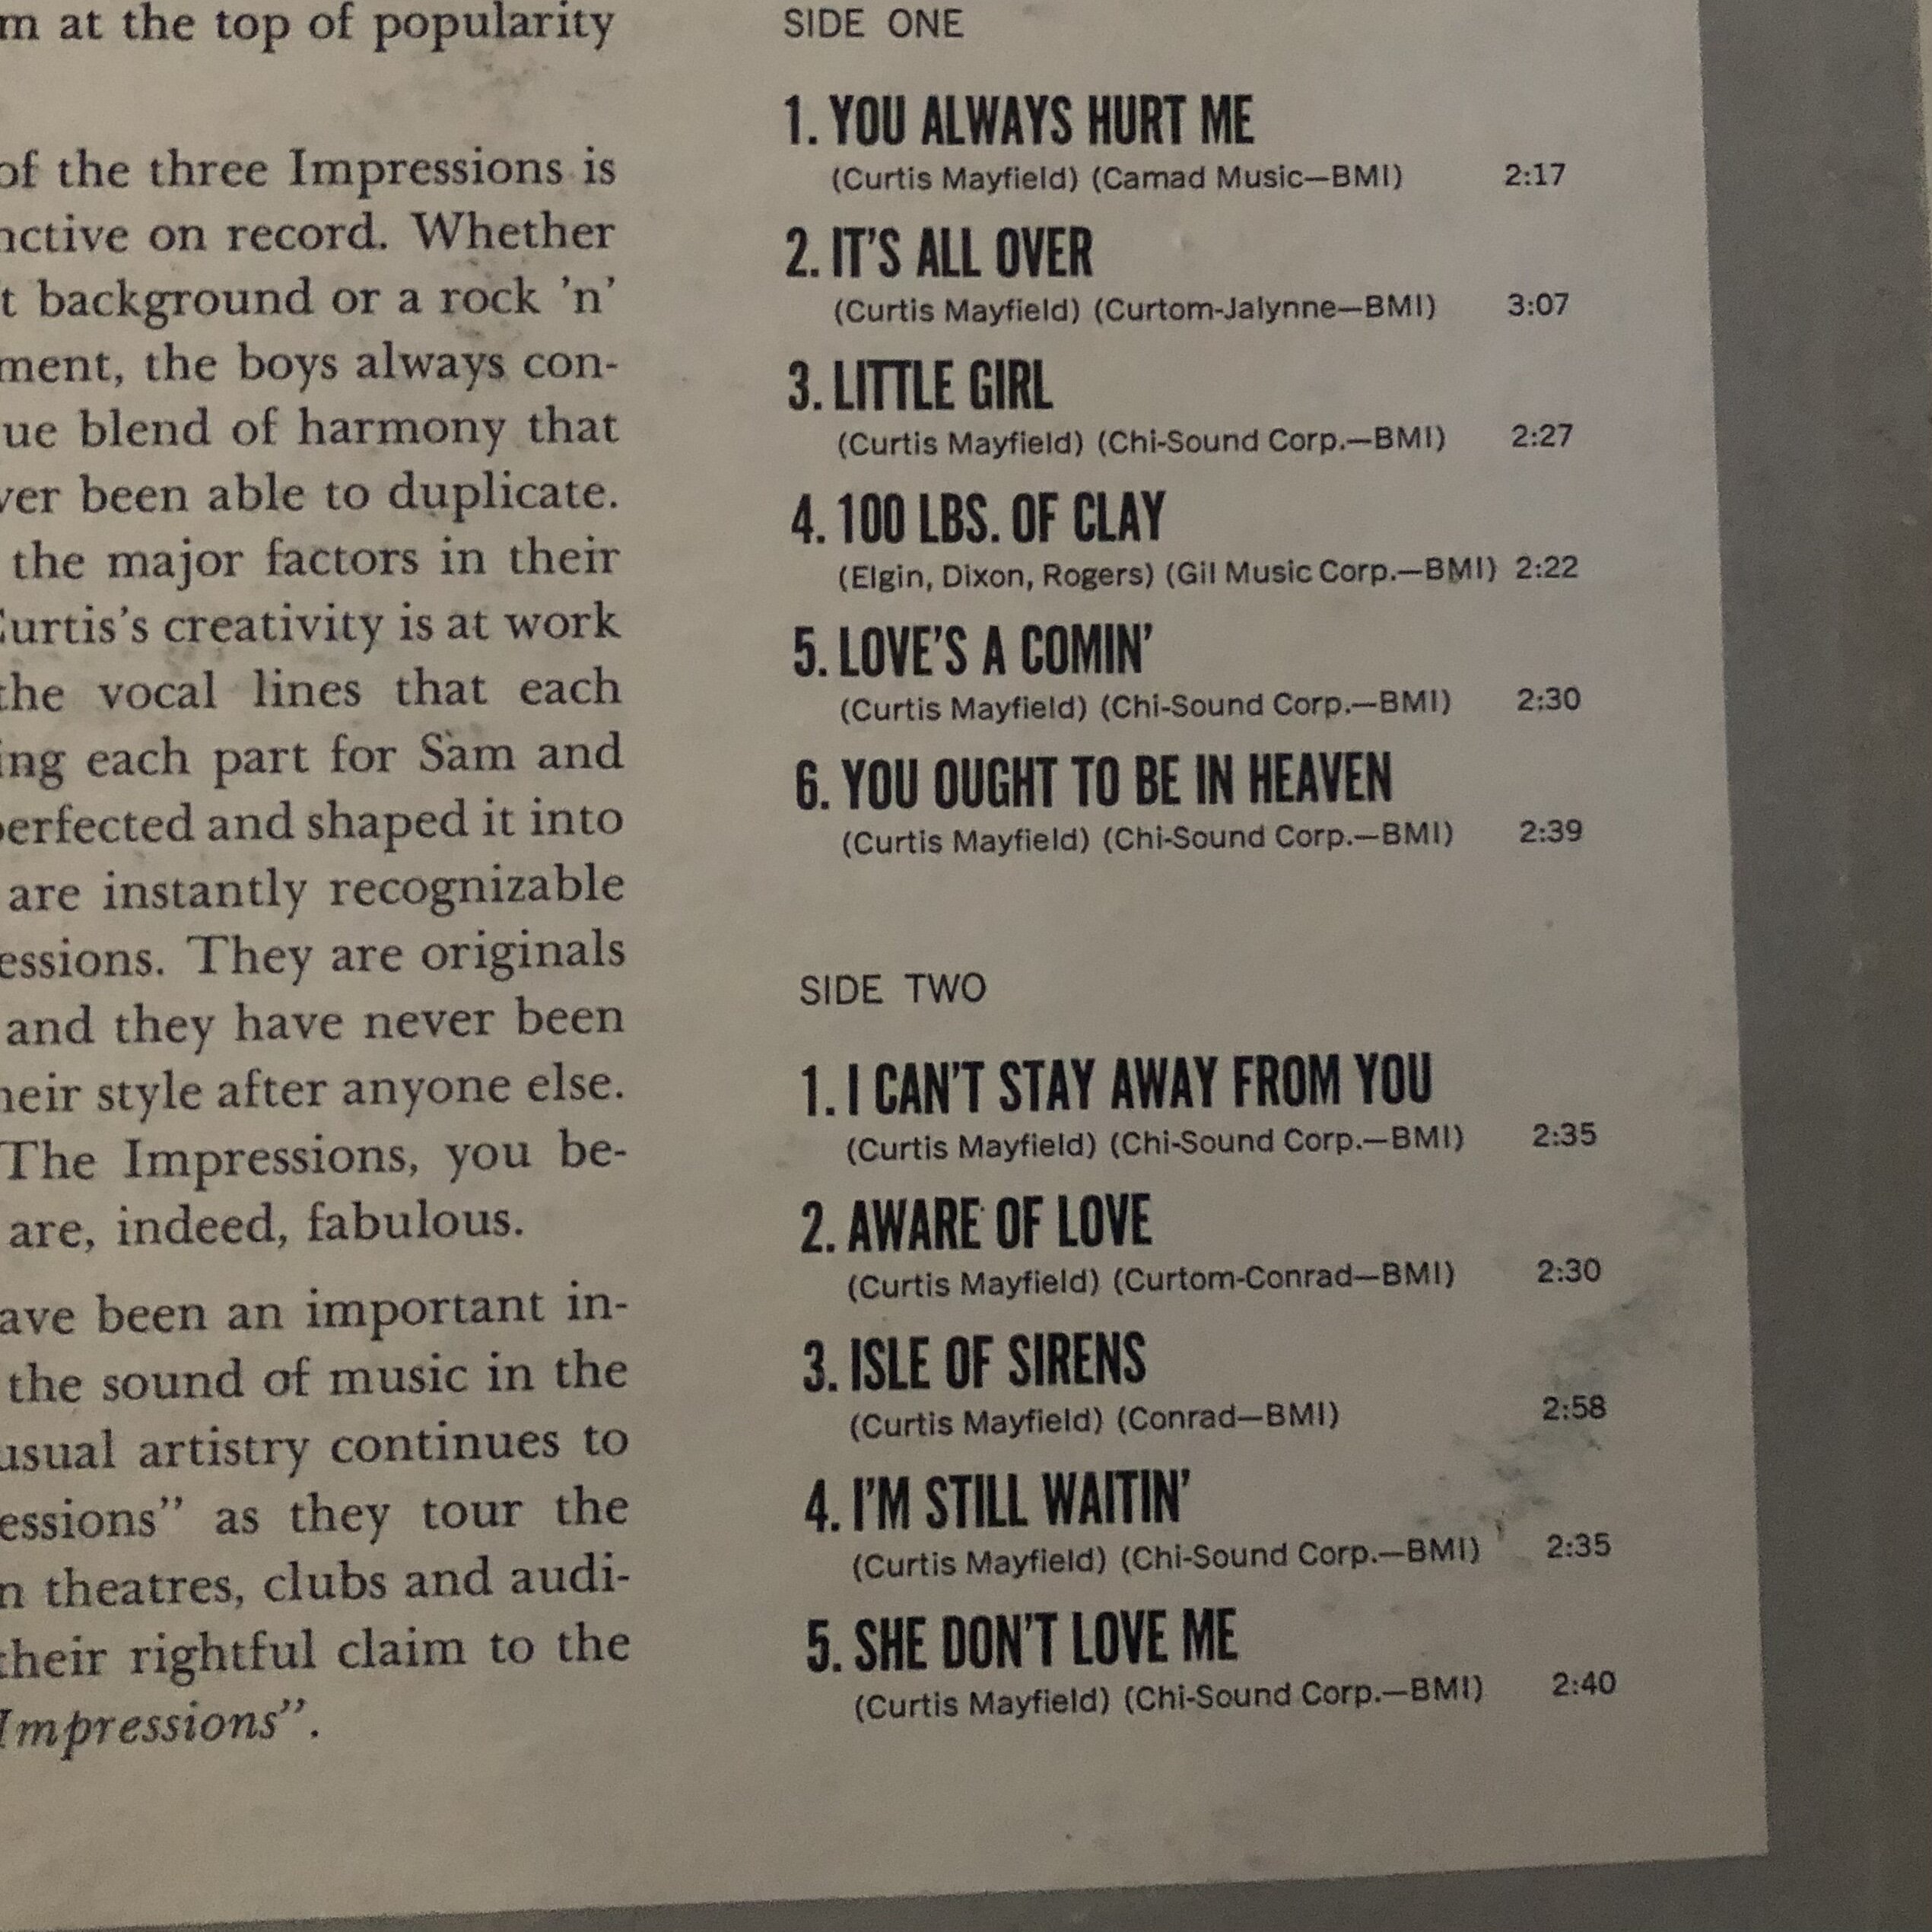 m at the top of popularity
of the three Impressions is
nctive on record. Whether
t background or a rock 'n'
ment, the boys always con-
ue blend of harmony that
ver been able to duplicate.
the major factors in their
Curtis's creativity is at work
the vocal lines that each
ing each part for Sam and
perfected and shaped it into
are instantly recognizable
essions. They are originals
and they have never been
heir style after anyone else.
The Impressions, you be-
are, indeed, fabulous.
ave been an important in-
the sound of music in the
usual artistry continues to
essions" as they tour the
n theatres, clubs and audi-
their rightful claim to the
Impressions".
SIDE ONE
1. YOU ALWAYS HURT ME
(Curtis Mayfield) (Camad Music—BMI) 2:17
2. IT'S ALL OVER
(Curtis Mayfield) (Curtom-Jalynne—BMI) 3:07
3. LITTLE GIRL
(Curtis Mayfield) (Chi-Sound Corp.—BMI) 2:27
4. 100 LBS. OF CLAY
(Elgin, Dixon, Rogers) (Gil Music Corp.—BMI) 2:22
5. LOVE'S A COMIN'
(Curtis Mayfield) (Chi-Sound Corp.—BMI) 2:30
6. YOU OUGHT TO BE IN HEAVEN
(Curtis Mayfield) (Chi-Sound Corp.—BMI) 2:39
SIDE TWO
1. I CAN'T STAY AWAY FROM YOU
(Curtis Mayfield) (Chi-Sound Corp.—BMI) 2:35
2. AWARE OF LOVE
(Curtis Mayfield) (Curtom-Conrad—BMI) 2:30
3. ISLE OF SIRENS
(Curtis Mayfield) (Conrad—BMI) 2:58
4. I'M STILL WAITIN'
(Curtis Mayfield) (Chi-Sound Corp.—BMI) 2:35
5. SHE DON'T LOVE ME
(Curtis Mayfield) (Chi-Sound Corp.—BMI) 2:40